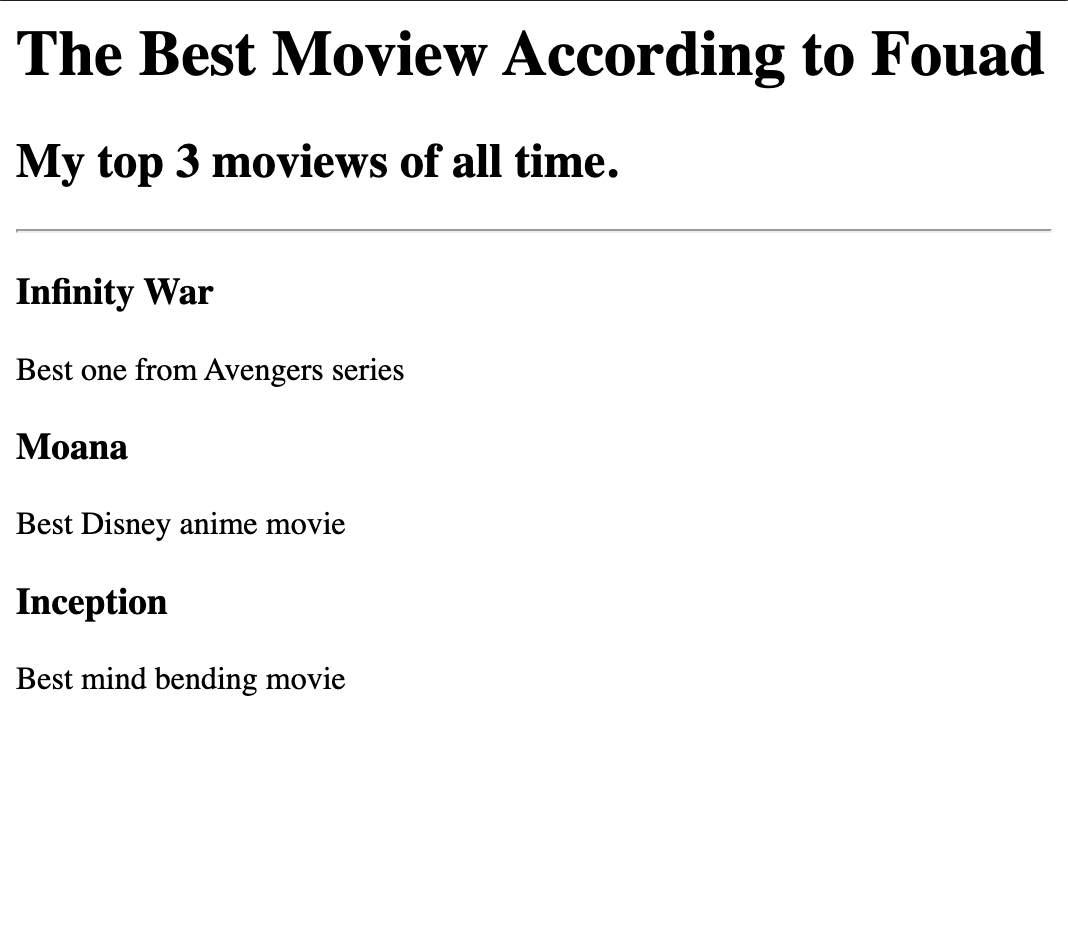 The Best Moview According to Fouad
My top 3 moviews of all time.
Infinity War
Best one from Avengers series
Moana
Best Disney anime movie
Inception
Best mind bending movie